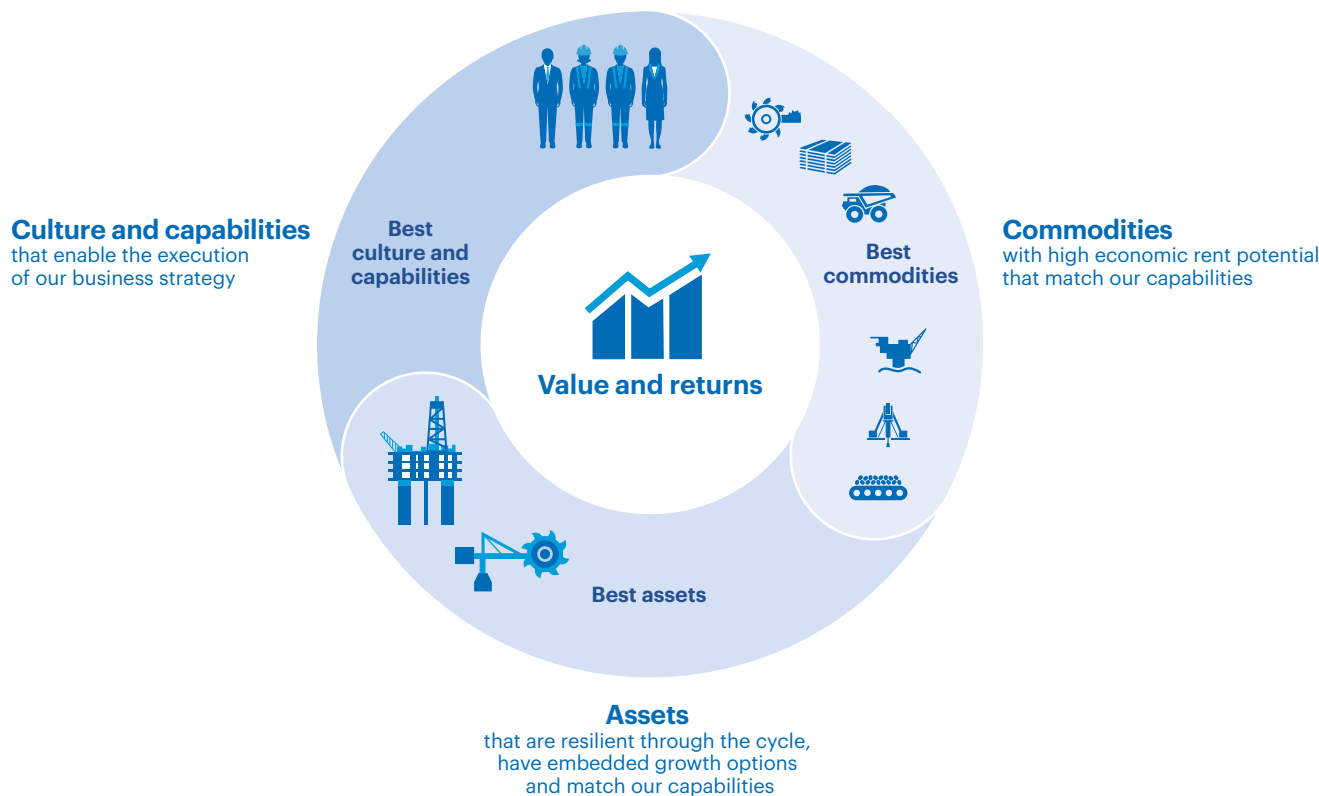 Culture and capabilities
that enable the execution
of our business strategy
Best
culture and
capabilities
Best
commodities
Commodities
with high economic rent potential
that match our capabilities
Value and returns
Best assets
Assets
that are resilient through the cycle,
have embedded growth options
and match our capabilities